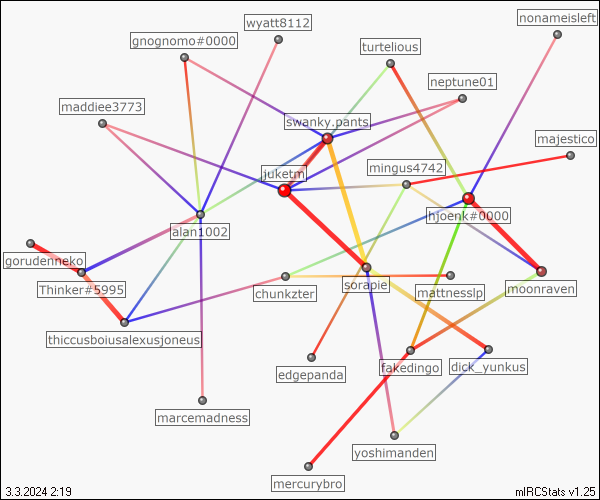 wyatt8112
nonameisleft
gnognomo#0000
turtelious
neptune01
maddiee3773
swanky.pants
majestico
mingus4742
juketm
hjoenk#0000
alan1002
gorudenneko
Thinker#5995
chunkzter
sorapie
mattnesslp
moonraven
thiccusboiusalexusjoneus
edgepanda
fakedingo
dick_yunkus
marcemadness
yoshimanden
mercurybro
3.3.2024 2:19
mIRCStats v1.25